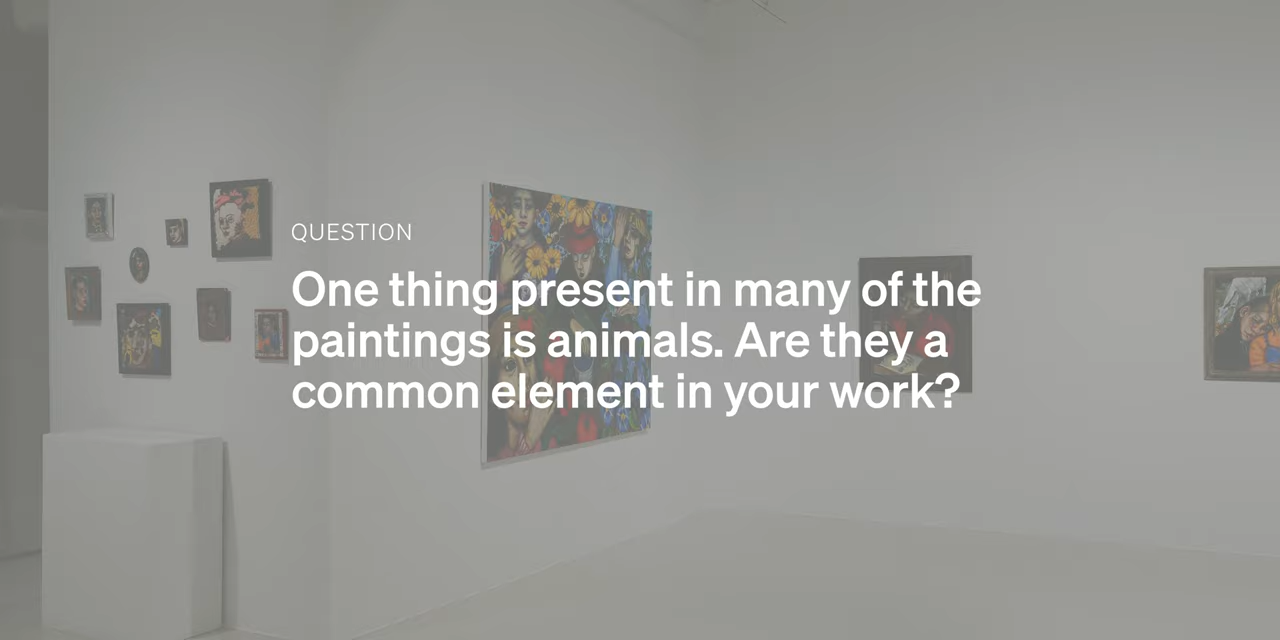 QUESTION
One thing present in many of the
paintings is animals. Are they a
common element in your work?